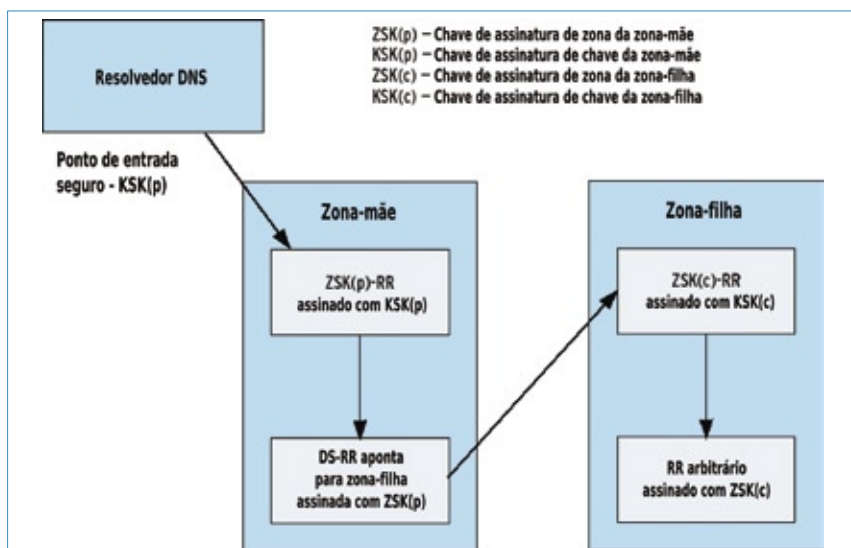 Resolvedor DNS
ZSK(p) – Chave de assinatura de zona da zona-mãe
KSK(p) – Chave de assinatura de chave da zona-mãe
ZSK(c) – Chave de assinatura de zona da zona-filha
KSK(c) – Chave de assinatura de chave da zona-filha
Ponto de entrada
seguro - KSK(p)
Zona-mãe
ZSK(p)-RR
assinado com KSK(p)
DS-RR aponta
para zona-filha
assinada com ZSK(p)
Zona-filha
ZSK(c)-RR
assinado com KSK(c)
RR arbitrário
assinado com ZSK(c)